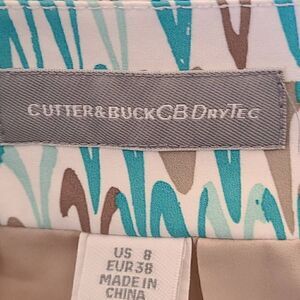 CUTTER&BUCK CB DRYTEC
US 8
EUR 38
MADE IN
CHINA